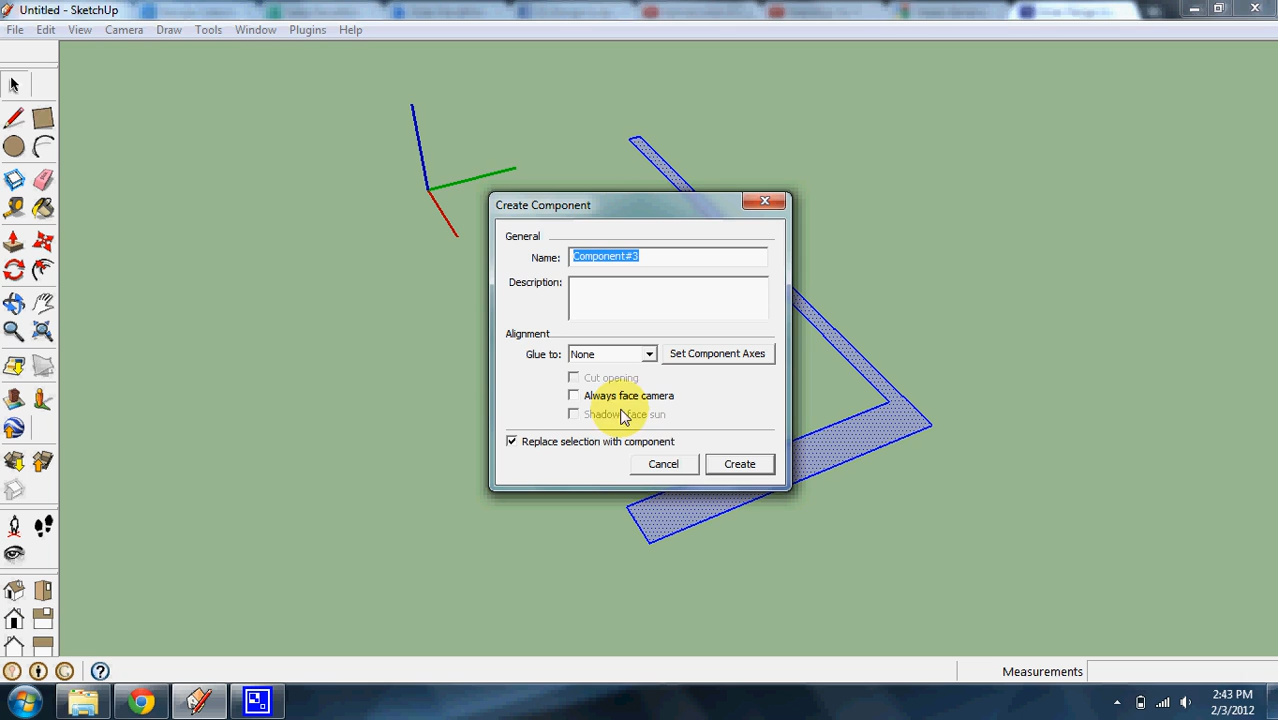 Untitled - SketchUp
File Edit View Camera Draw Tools Window Plugins Help
Create Component
General
Name: Component#3
Description:
Alignment
Glue to: None Set Component Axes
Cut opening
Always face camera
face sun
Replace selection with component
Cancel Create
Measurements
2:43 PM
2/3/2012